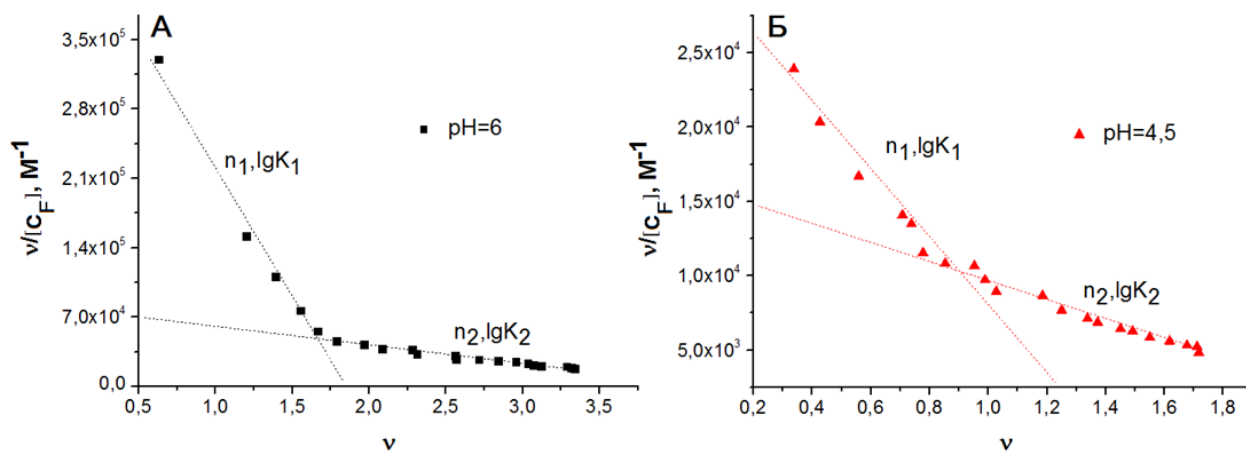 А
3,5x10⁵
2,8x10⁵
2,1x10⁵
1,4x10⁵
7,0x10⁴
0,0
ν/[C_F], M⁻¹
pH=6
n₁,lgK₁
n₂,lgK₂
0,5 1,0 1,5 2,0 2,5 3,0 3,5
ν
Б
2,5x10⁴
2,0x10⁴
1,5x10⁴
1,0x10⁴
5,0x10³
ν/[C_F], M⁻¹
pH=4,5
n₁,lgK₁
n₂,lgK₂
0,2 0,4 0,6 0,8 1,0 1,2 1,4 1,6 1,8
ν